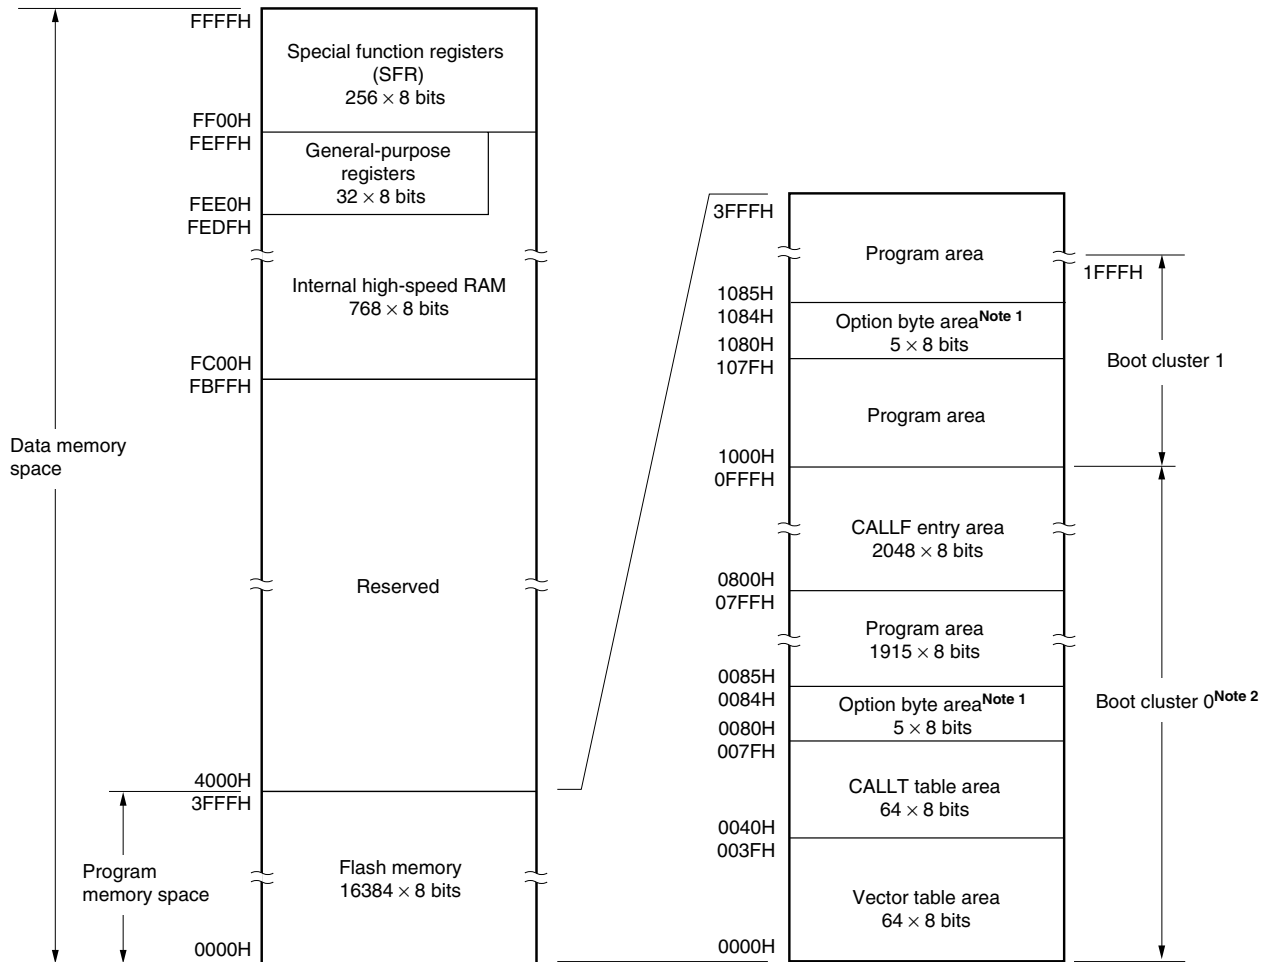 FFFFH
Special function registers
(SFR)
256 × 8 bits
FF00H
FEFFH
General-purpose
registers
32 × 8 bits
FEE0H
FEDFH
Internal high-speed RAM
768 × 8 bits
FC00H
FBFFH
Data memory
space
Reserved
4000H
3FFFH
Program
memory space
Flash memory
16384 × 8 bits
0000H
3FFFH
Program area
1FFFH
1085H
1084H
Option byte areaNote 1
5 × 8 bits
1080H
107FH
Boot cluster 1
Program area
1000H
0FFFH
CALLF entry area
2048 × 8 bits
0800H
07FFH
Program area
1915 × 8 bits
0085H
0084H
Option byte areaNote 1
5 × 8 bits
Boot cluster 0Note 2
0080H
007FH
CALLT table area
64 × 8 bits
0040H
003FH
Vector table area
64 × 8 bits
0000H